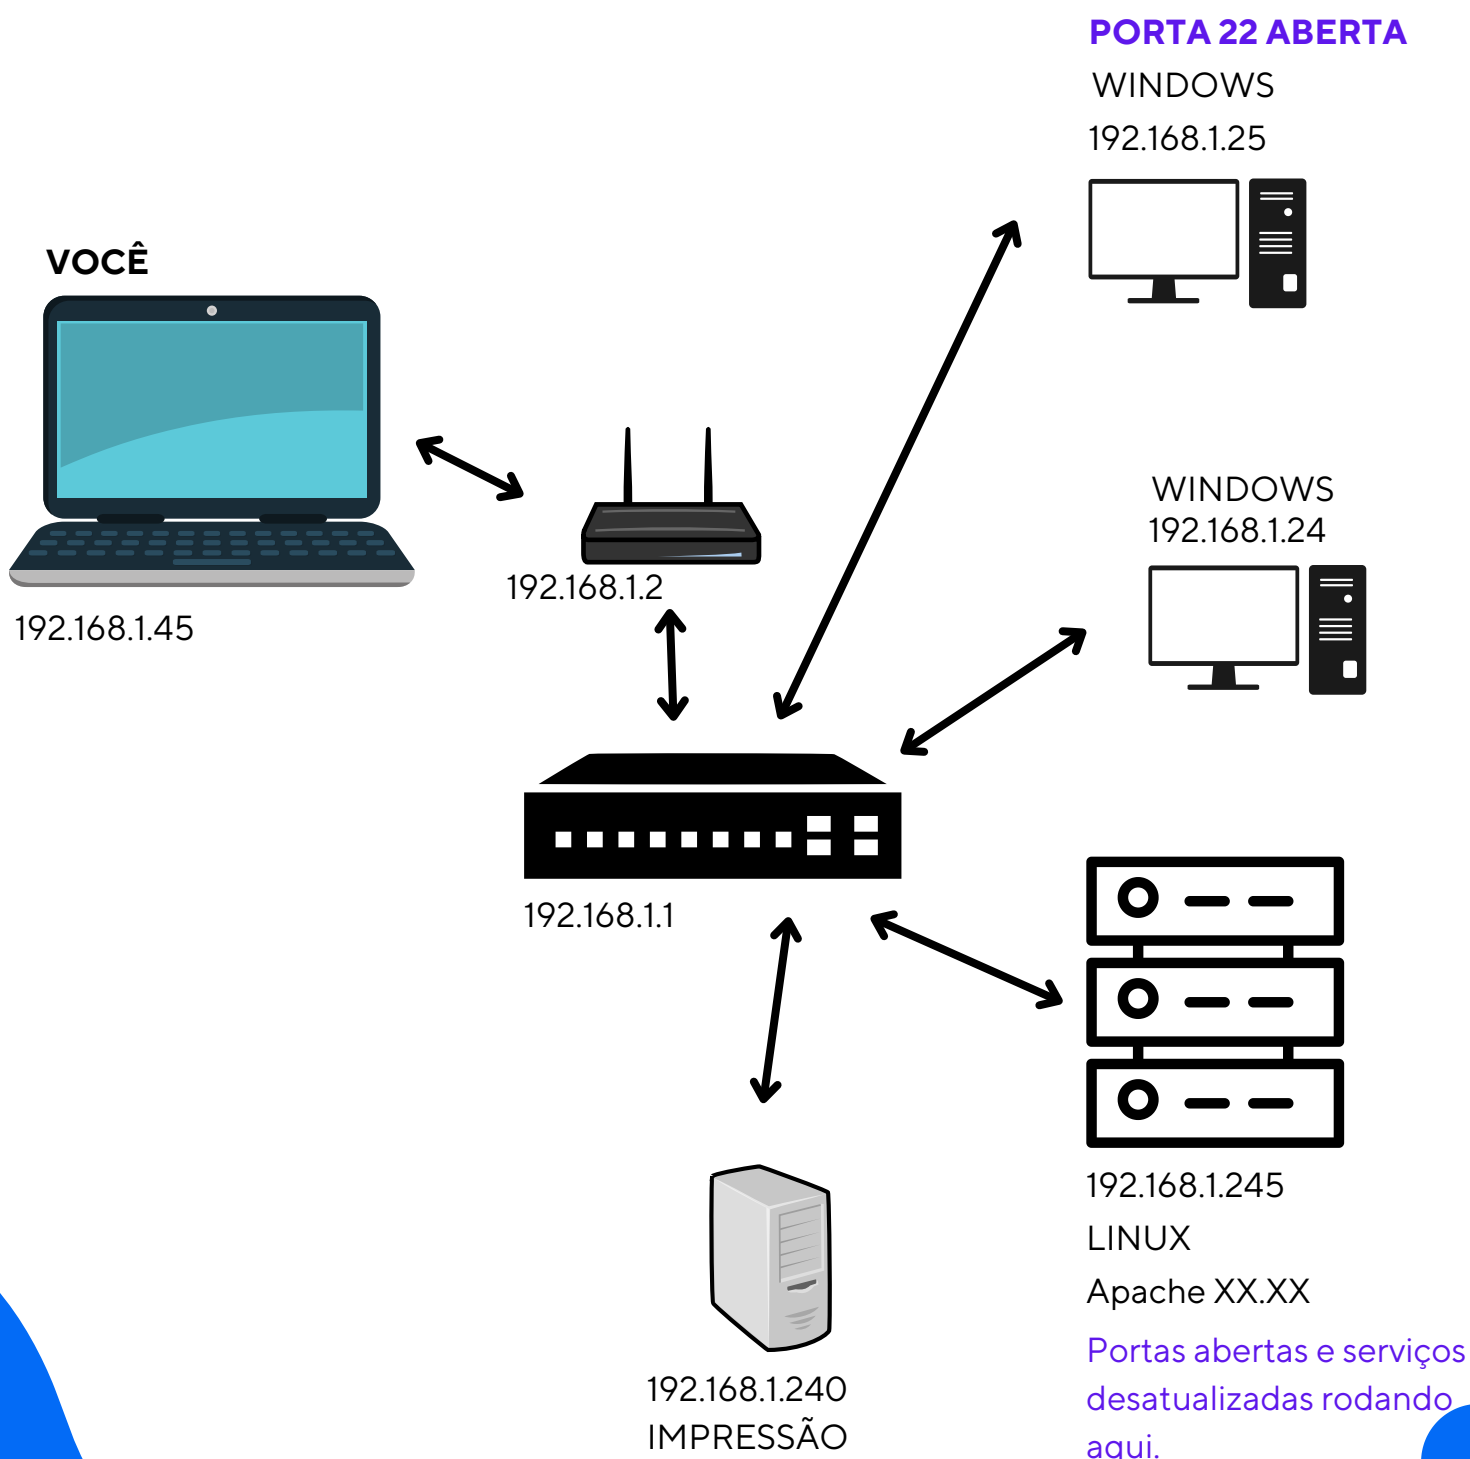 PORTA 22 ABERTA
WINDOWS
192.168.1.25
VOCÊ
192.168.1.45
192.168.1.2
WINDOWS
192.168.1.24
192.168.1.1
192.168.1.245
LINUX
Apache XX.XX
Portas abertas e serviços
desatualizadas rodando
aqui.
192.168.1.240
IMPRESSÃO